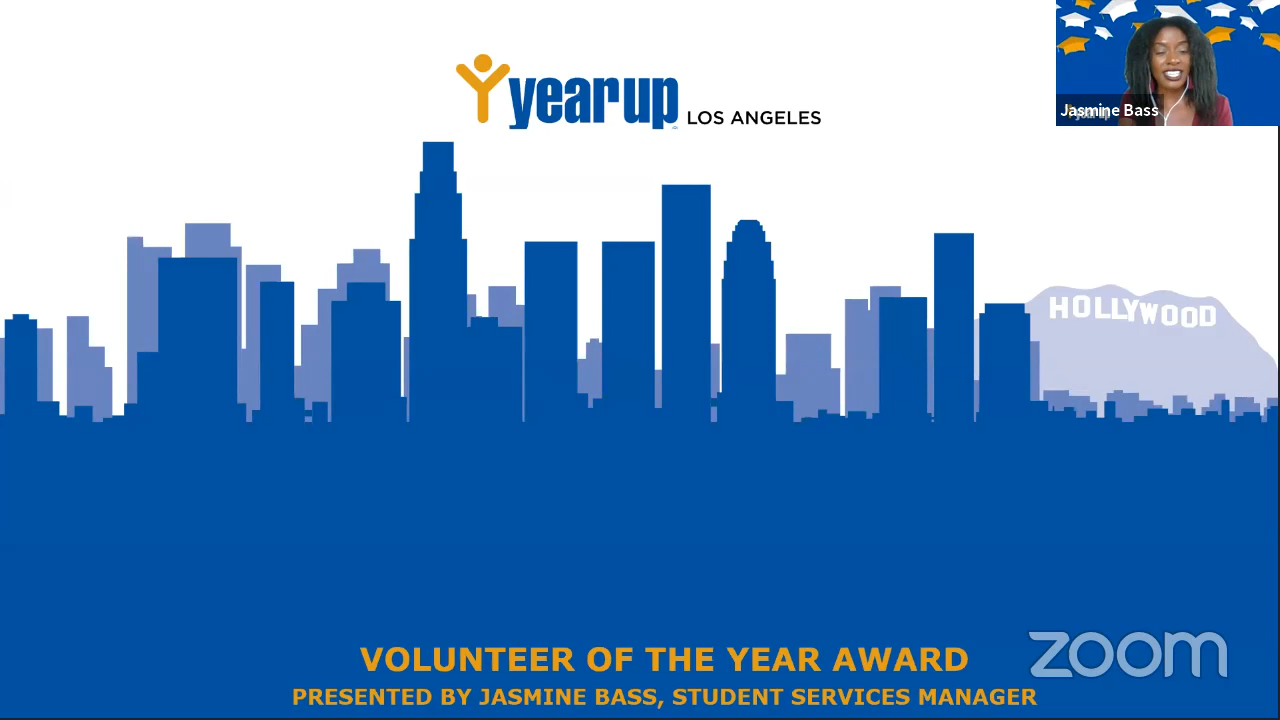 yearup LOS ANGELES
Jasmine Bass
HOLLYWOOD
VOLUNTEER OF THE YEAR AWARD
PRESENTED BY JASMINE BASS, STUDENT SERVICES MANAGER
zoom